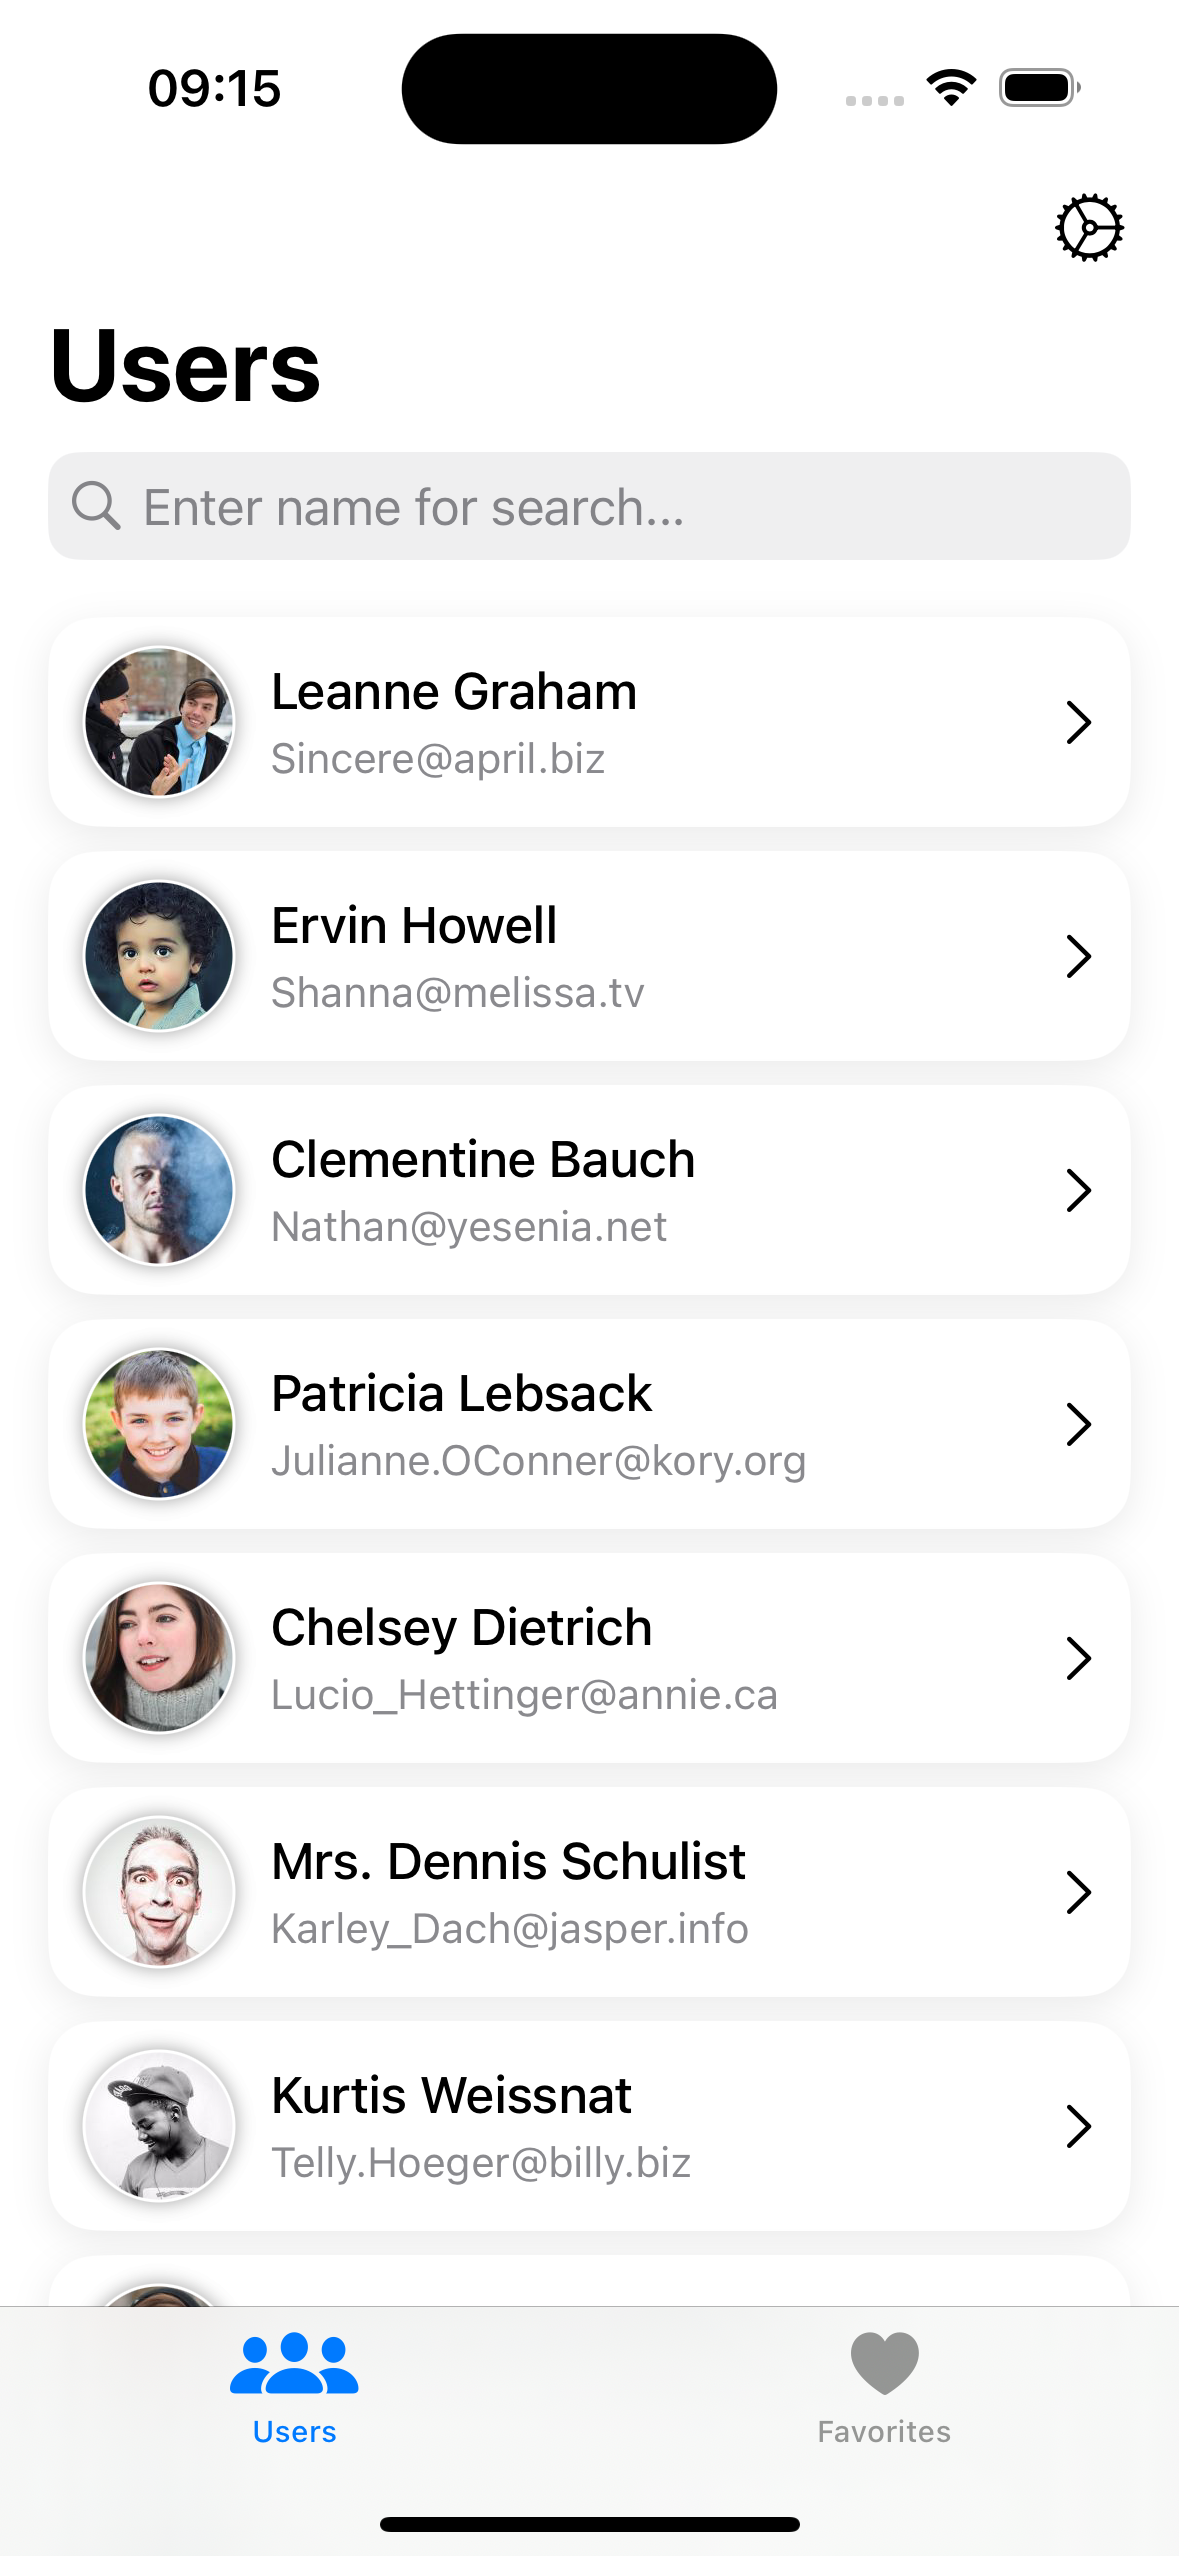 09:15
Users
Enter name for search...
Leanne Graham
Sincere@april.biz
Ervin Howell
Shanna@melissa.tv
Clementine Bauch
Nathan@yesenia.net
Patricia Lebsack
Julianne.OConner@kory.org
Chelsey Dietrich
Lucio_Hettinger@annie.ca
Mrs. Dennis Schulist
Karley_Dach@jasper.info
Kurtis Weissnat
Telly.Hoeger@billy.biz
Users
Favorites